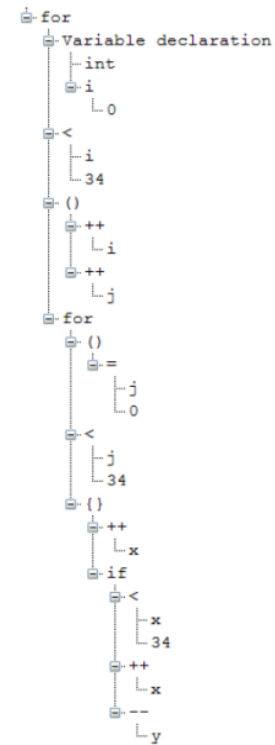 for
Variable declaration
int
i
0
<
i
34
()
++
i
++
j
for
()
=
j
0
<
j
34
{}
++
x
if
<
x
34
++
x
--
y